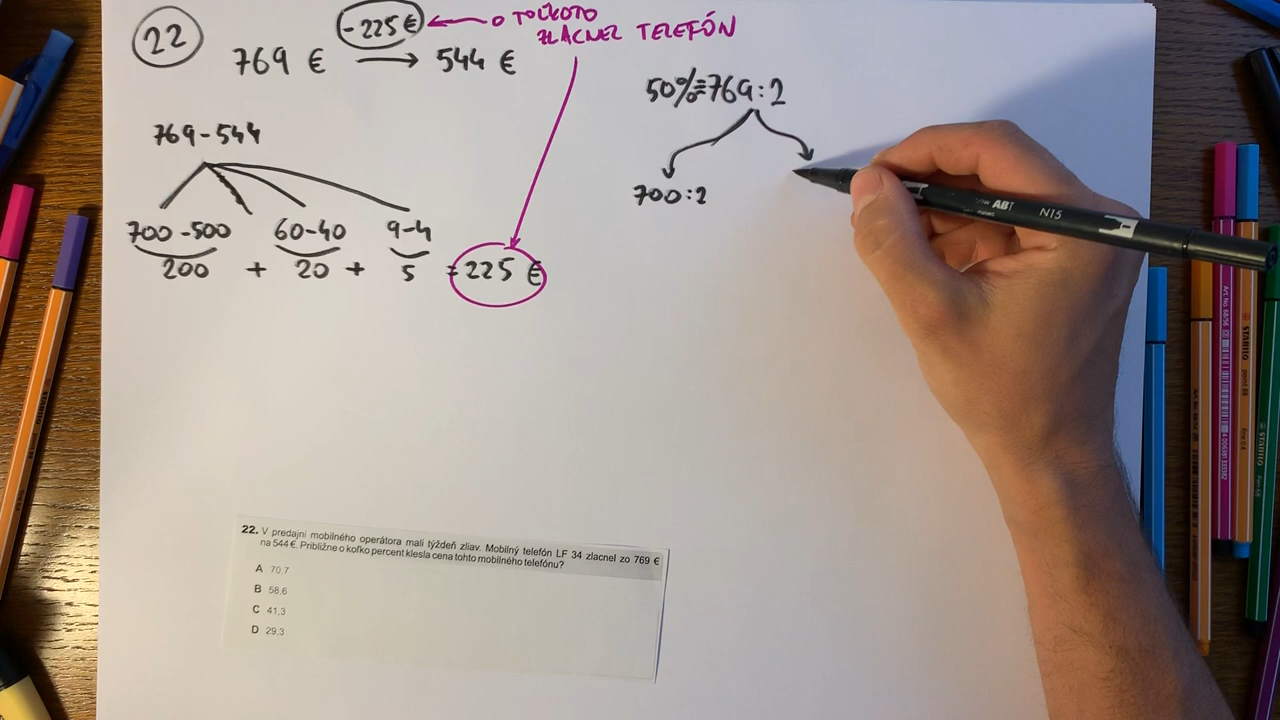 22
-225 € ← O TOĽKOTO
ZLACNEL TELEFÓN
769 € → 544 €
769-544
700-500 60-40 9-4
200 + 20 + 5 = 225 €
50% = 769:2
700:2
ABT N15
22. V predajni mobilného operátora mali týždeň zliav. Mobilný telefón LF 34 zlacnel zo 769 €
na 544 €. Približne o koľko percent klesla cena tohto mobilného telefónu?
A 70,7
B 58,6
C 41,3
D 29,3